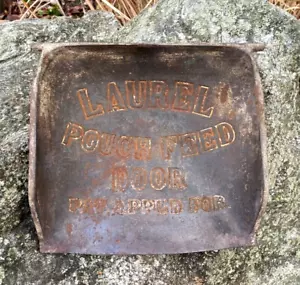 LAUREL
POUCH FEED
DOOR
PAT APPLIED FOR